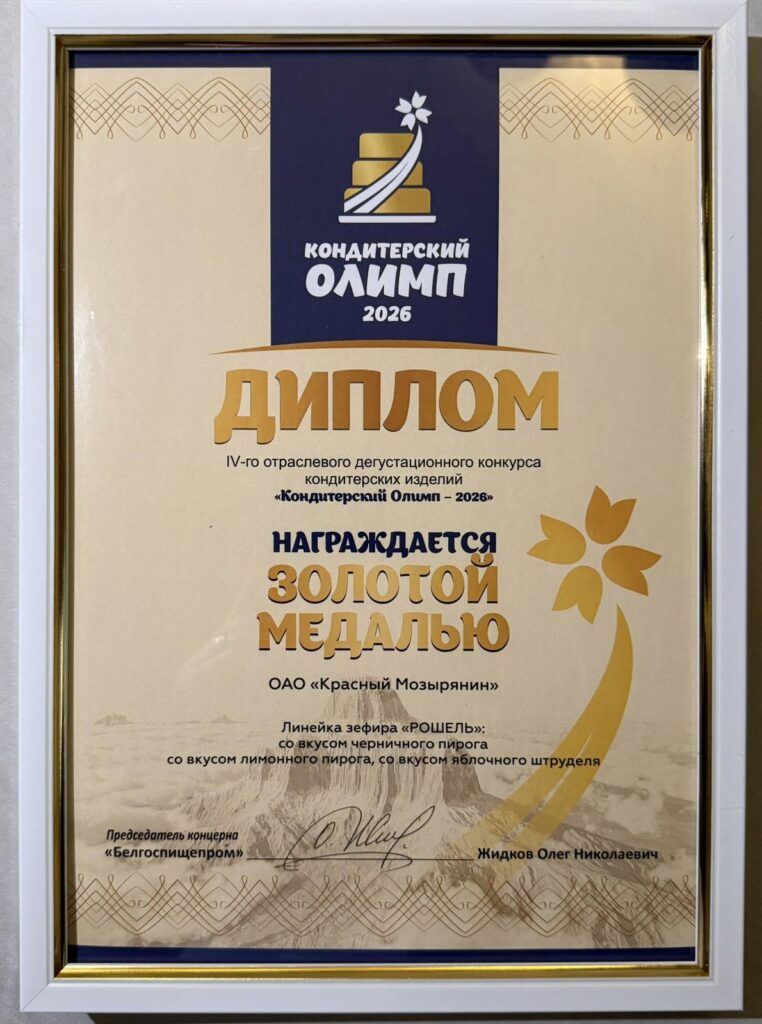 КОНДИТЕРСКИЙ
ОЛИМП
2026
ДИПЛОМ
IV-го отраслевого дегустационного конкурса
кондитерских изделий
«Кондитерский Олимп – 2026»
НАГРАЖДАЕТСЯ
ЗОЛОТОЙ
МЕДАЛЬЮ
ОАО «Красный Мозырянин»
Линейка зефира «РОШЕЛЬ»:
со вкусом черничного пирога
со вкусом лимонного пирога, со вкусом яблочного штруделя
Председатель концерна
«Белгоспищепром» Жидков Олег Николаевич